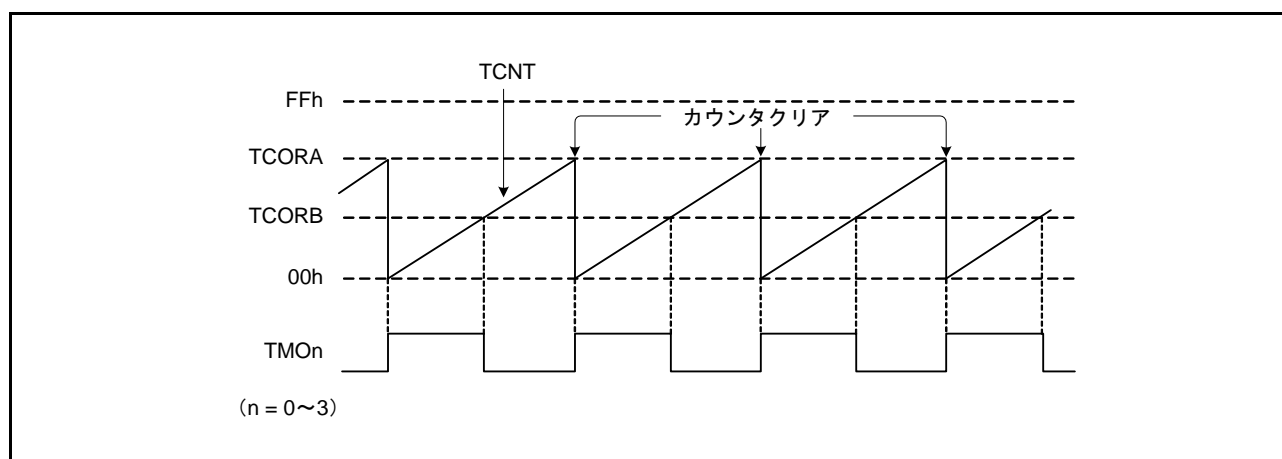 TCNT
FFh
カウンタクリア
TCORA
TCORB
00h
TMOn
(n = 0～3)